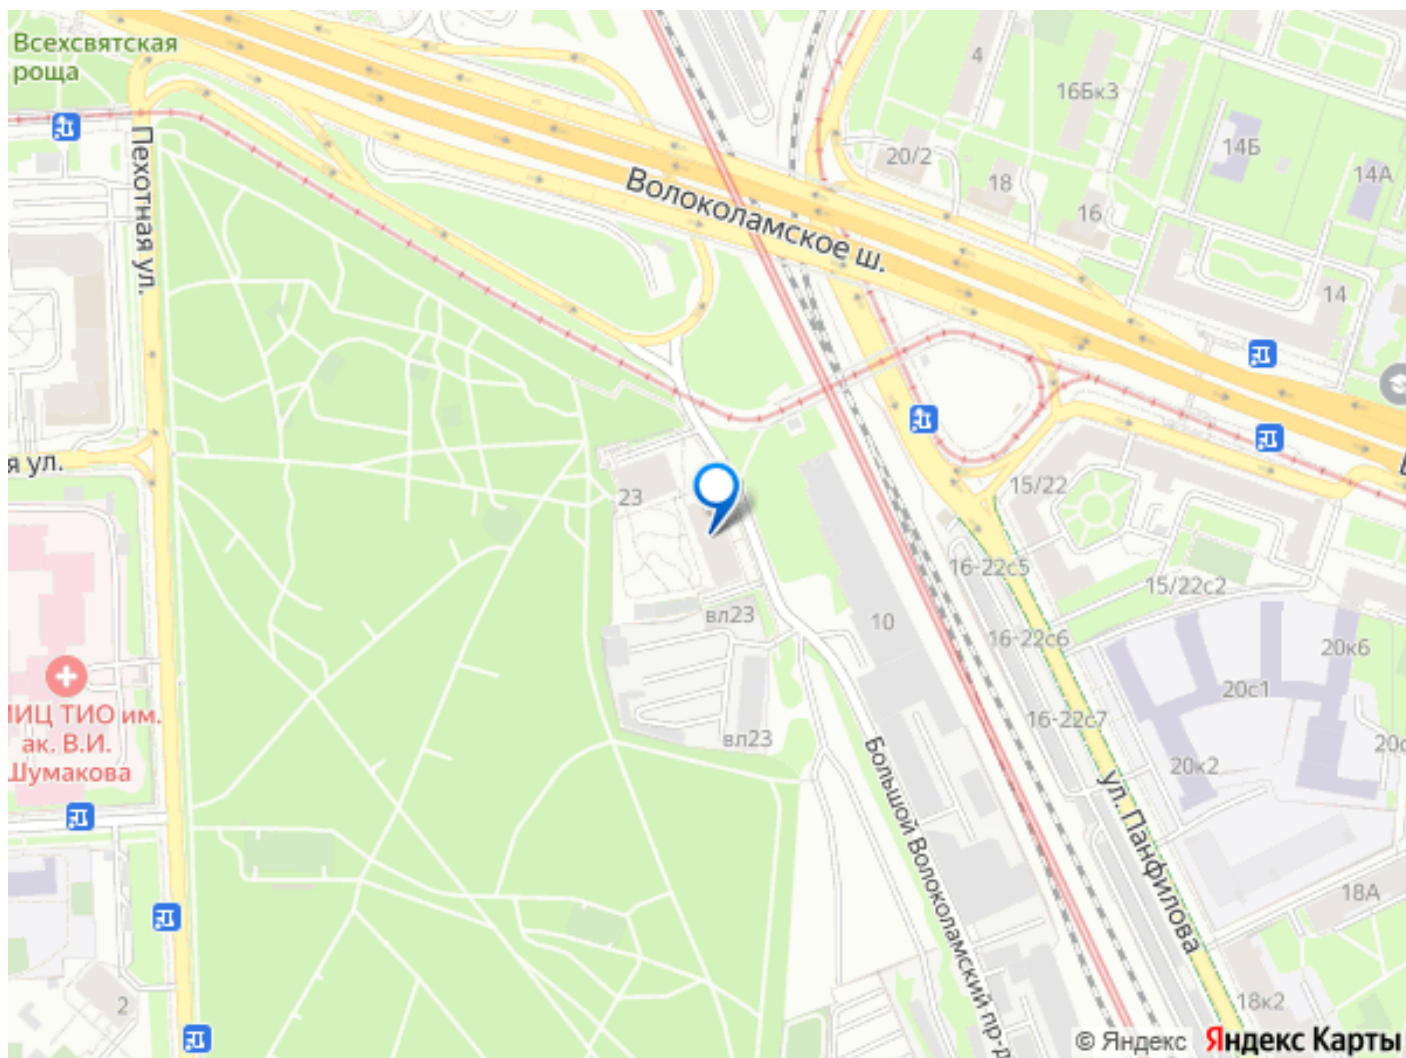 Всехсвятская
роща
4
16Бк3
Пехотная ул.
20/2
14Б
14А
18
Волоколамское ш.
16
14
я ул.
23
15/22
16-22с5
15/22с2
вл23
10
16-22с6
20к6
ИЦ ТИО им.
ак. В.И.
Шумакова
20с1
16-22с7
вл23
20к2
Большой Волоколамский пр-д
ул. Панфилова
18А
2
18к2
© Яндекс
Яндекс Карты